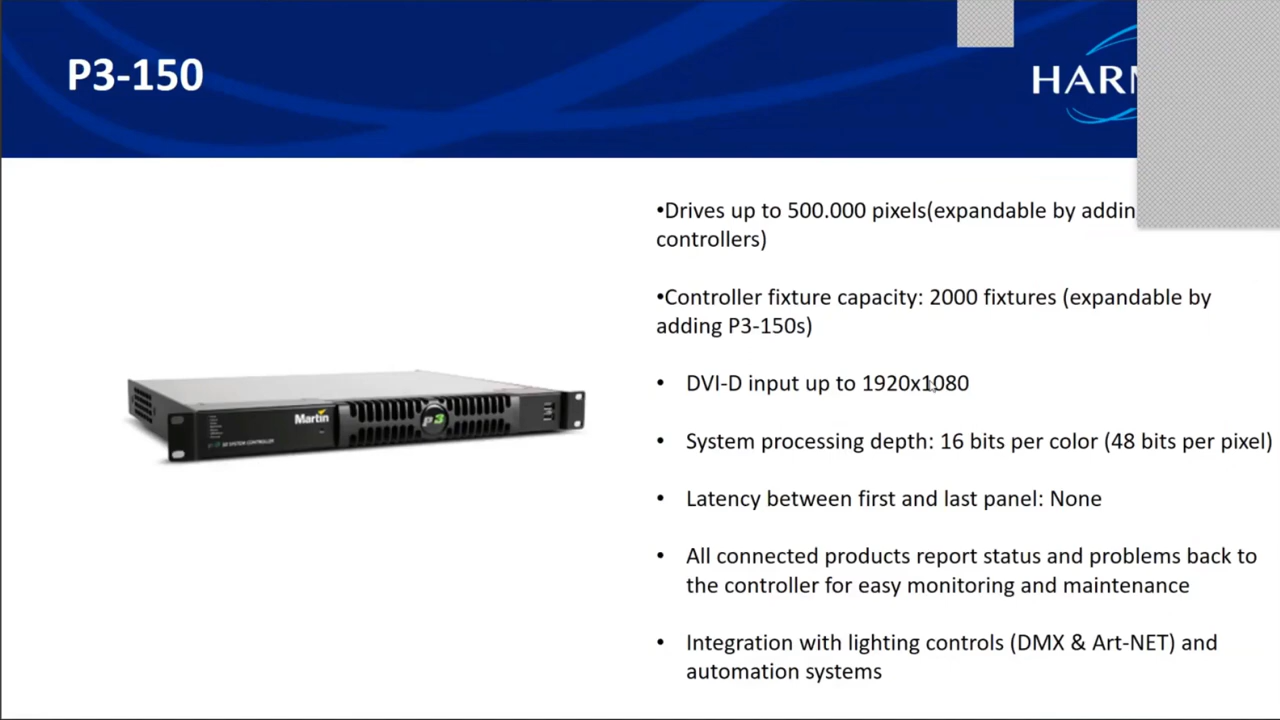 P3-150
•Drives up to 500.000 pixels(expandable by
controllers)
•Controller fixture capacity: 2000 fixtures (expandable by
adding P3-150s)
• DVI-D input up to 1920x1080
• System processing depth: 16 bits per color (48 bits per pixel)
• Latency between first and last panel: None
• All connected products report status and problems back to
the controller for easy monitoring and maintenance
• Integration with lighting controls (DMX & Art-NET) and
automation systems
Martin
P3
SYSTEM CONTROLLER